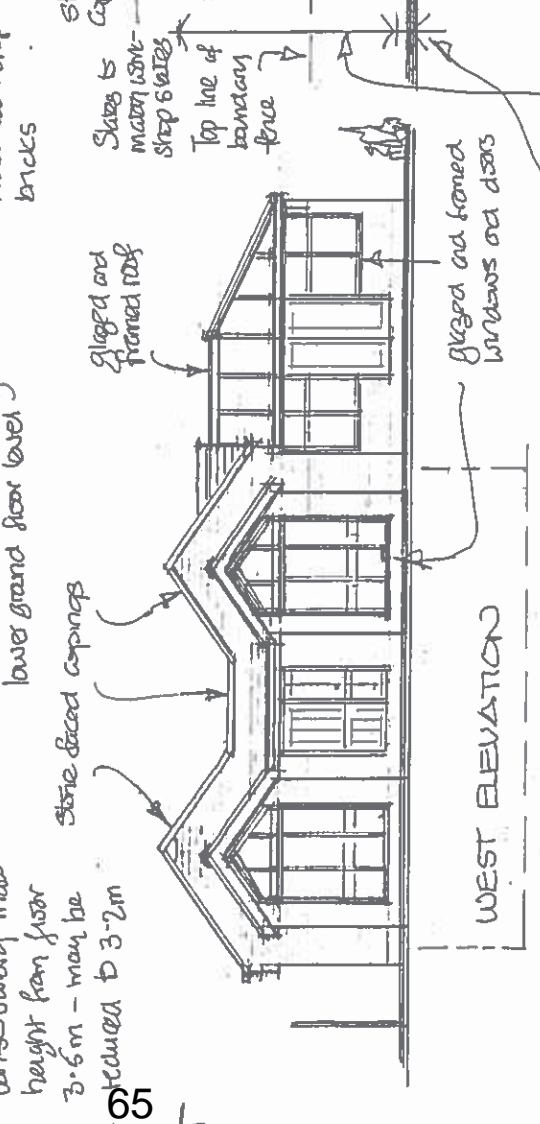 bricks
Slates to
match work-
shop slates
Top line of
boundary
fence
glazed and
framed roof
glazed and framed
windows and doors
lower ground floor level
Stone faced copings
height from floor
3.6m – may be
reduced to 3.2m
WEST ELEVATION
65